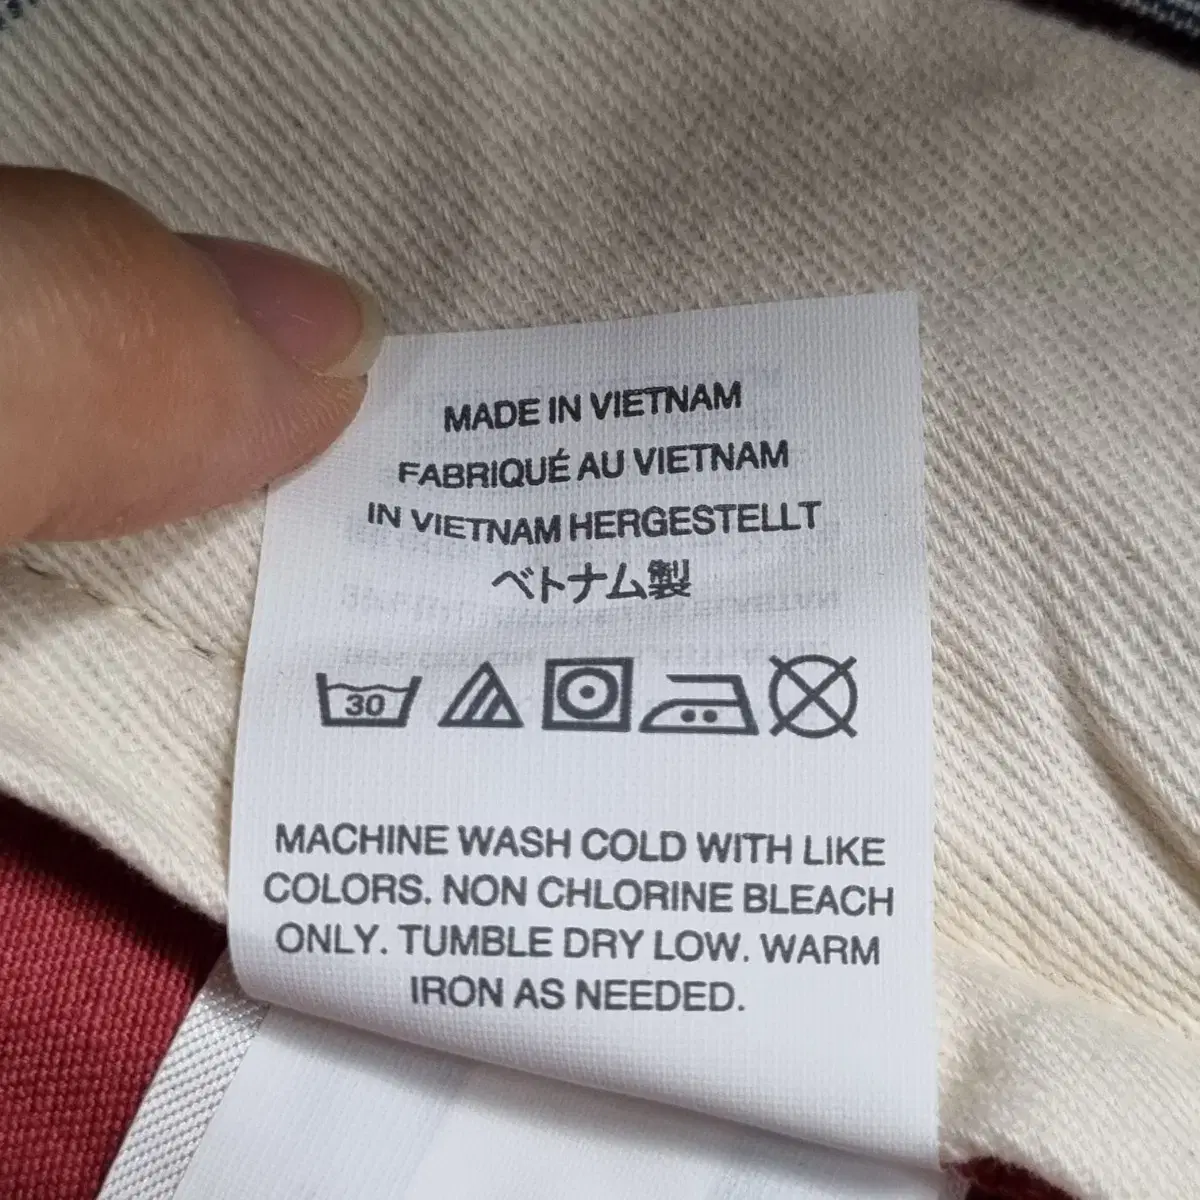 MADE IN VIETNAM
FABRIQUÉ AU VIETNAM
IN VIETNAM HERGESTELLT
ベトナム製
30
MACHINE WASH COLD WITH LIKE
COLORS. NON CHLORINE BLEACH
ONLY. TUMBLE DRY LOW. WARM
IRON AS NEEDED.